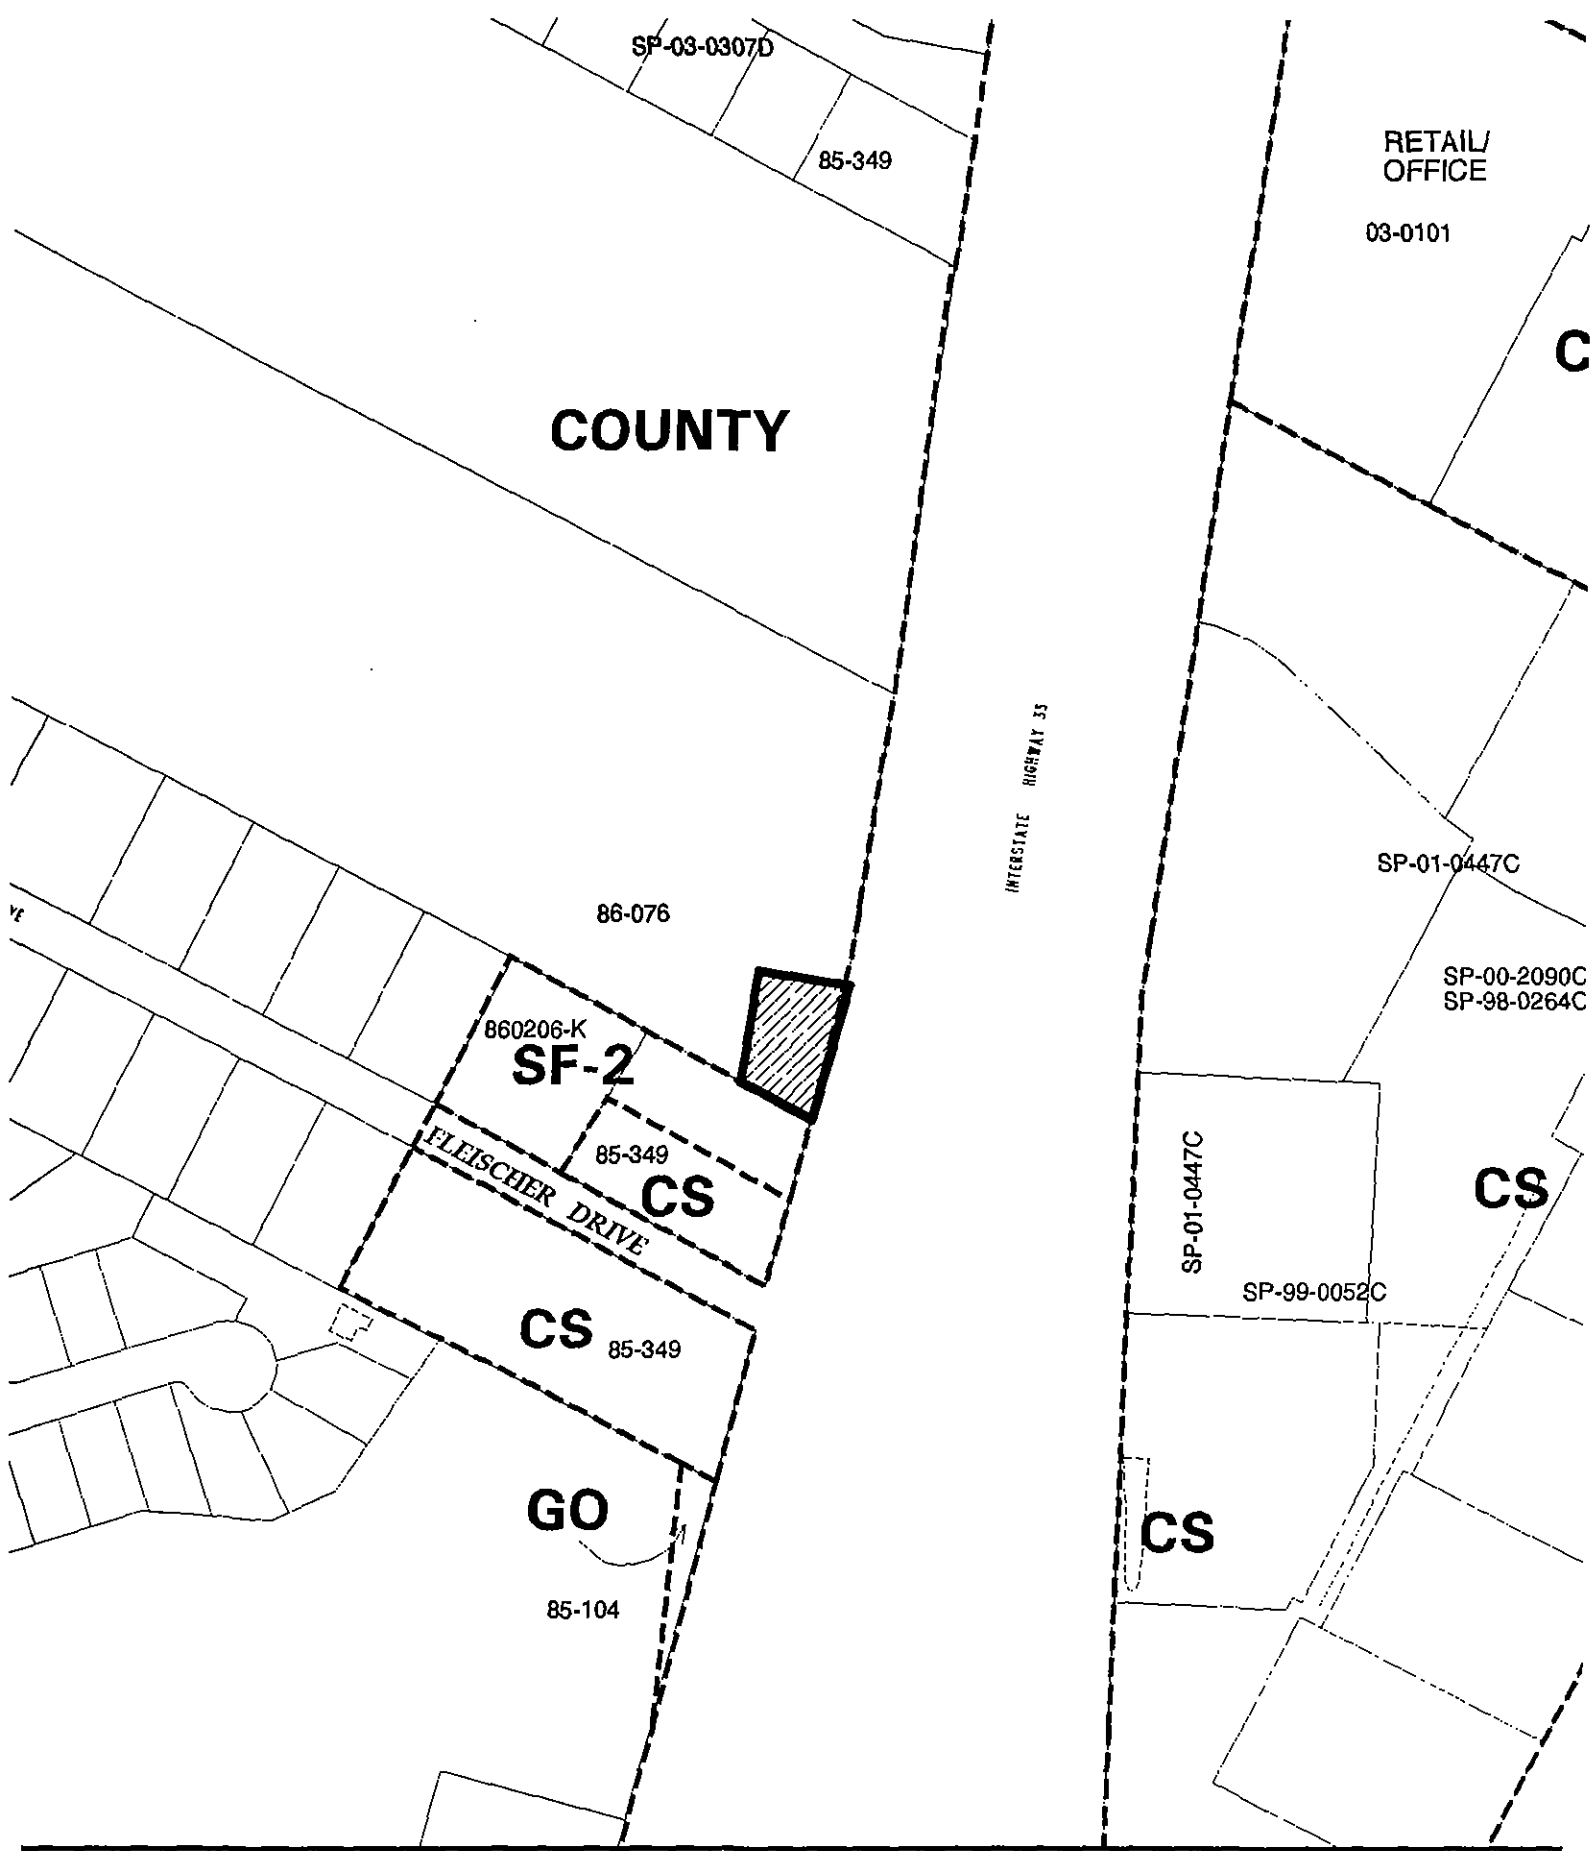 SP-03-0307D
85-349
RETAIL/
OFFICE
03-0101
C
COUNTY
INTERSTATE HIGHWAY 35
SP-01-0447C
86-076
VE
SP-00-2090C
SP-98-0264C
860206-K
SF-2
85-349
CS
FLEISCHER DRIVE
SP-01-0447C
CS
SP-99-0052C
CS
85-349
GO
CS
85-104